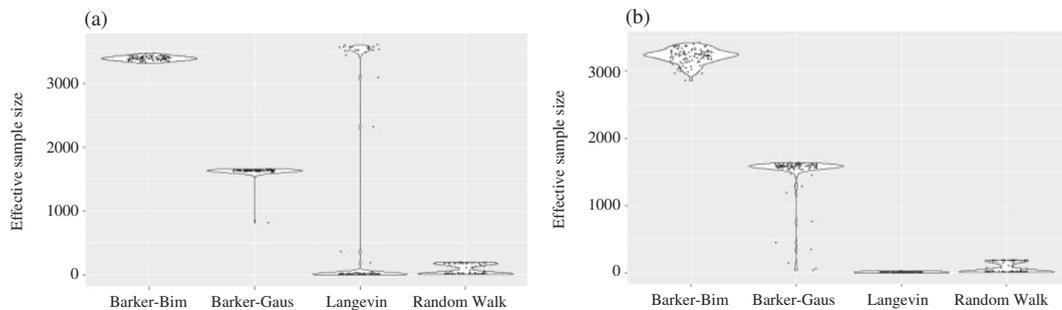 (a)
Effective sample size
3000
2000
1000
0
Barker-Bim Barker-Gaus Langevin Random Walk
(b)
Effective sample size
3000
2000
1000
0
Barker-Bim Barker-Gaus Langevin Random Walk